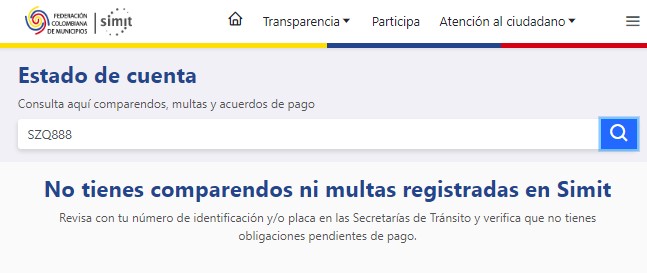 FEDERACIÓN
COLOMBIANA
DE MUNICIPIOS
simit
Transparencia
Participa
Atención al ciudadano
Estado de cuenta
Consulta aquí comparendos, multas y acuerdos de pago
SZQ888
No tienes comparendos ni multas registradas en Simit
Revisa con tu número de identificación y/o placa en las Secretarías de Tránsito y verifica que no tienes
obligaciones pendientes de pago.